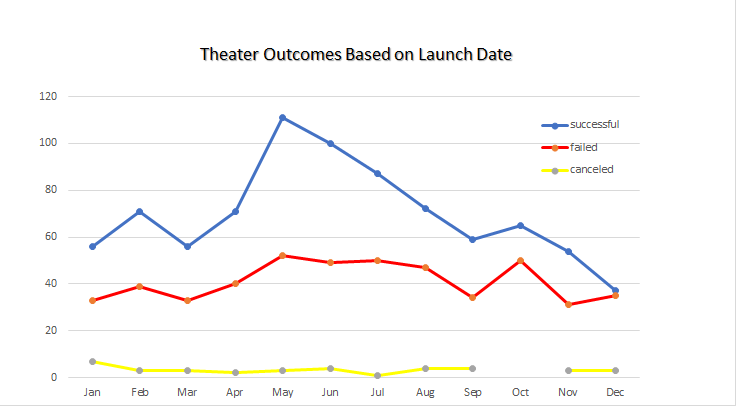 Theater Outcomes Based on Launch Date
120
100
80
60
40
20
0
successful
failed
canceled
Jan Feb Mar Apr May Jun Jul Aug Sep Oct Nov Dec